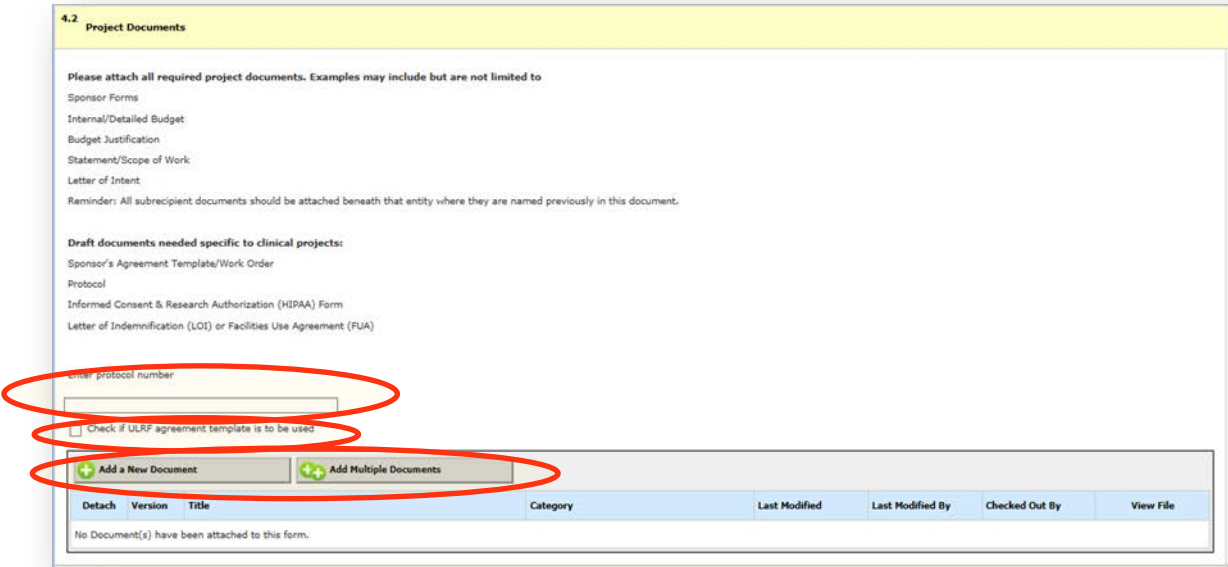 4.2
Project Documents
Please attach all required project documents. Examples may include but are not limited to
Sponsor Forms
Internal/Detailed Budget
Budget Justification
Statement/Scope of Work
Letter of Intent
Reminder: All subrecipient documents should be attached beneath that entity where they are named previously in this document.
Draft documents needed specific to clinical projects:
Sponsor's Agreement Template/Work Order
Protocol
Informed Consent & Research Authorization (HIPAA) Form
Letter of Indemnification (LOI) or Facilities Use Agreement (FUA)
Enter protocol number
Check if ULRF agreement template is to be used
Add a New Document Add Multiple Documents
Detach Version Title Category Last Modified Last Modified By Checked Out By View File
No Document(s) have been attached to this form.